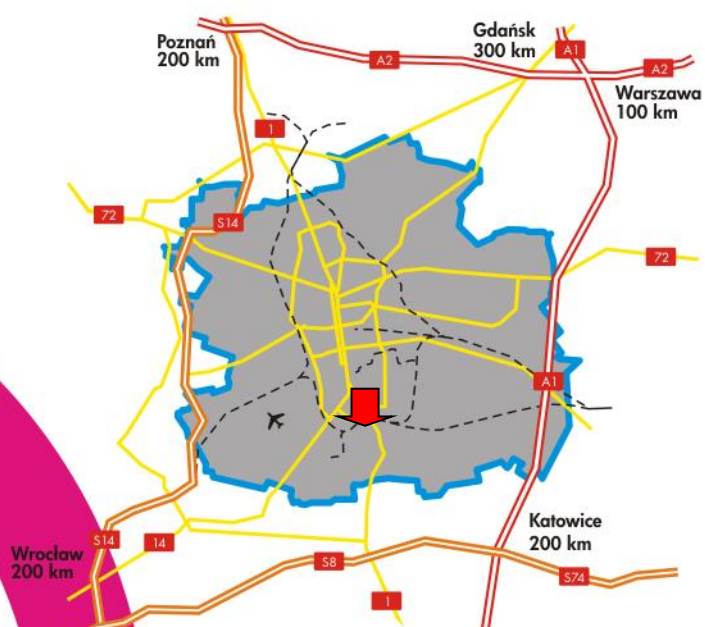 Poznań
200 km
Gdańsk
300 km
A1
A2
A2
Warszawa
100 km
1
72
S14
72
A1
Katowice
200 km
S14
14
Wrocław
200 km
S8
S74
1